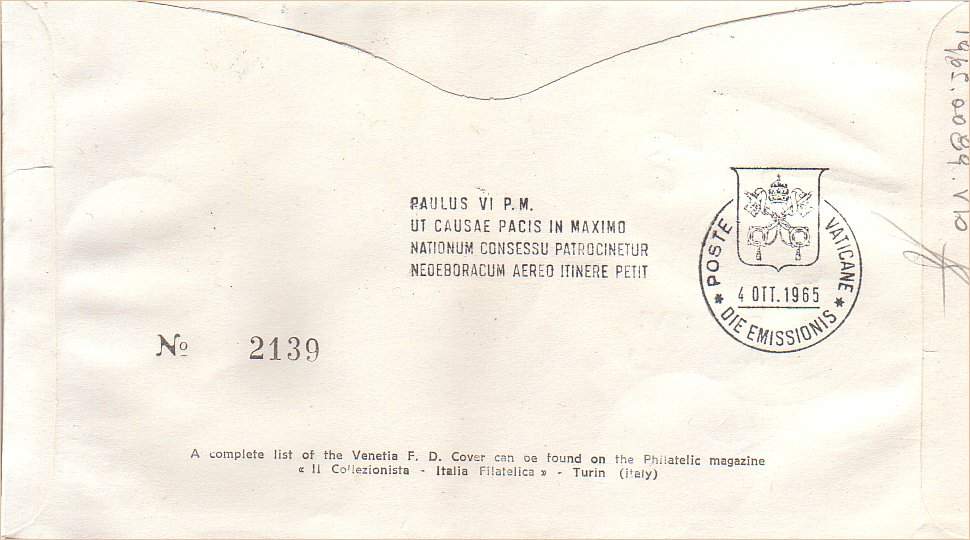 PAULUS VI P.M.
UT CAUSAE PACIS IN MAXIMO
NATIONUM CONSESSU PATROCINETUR
NEOEBORACUM AEREO ITINERE PETIT
POSTE VATICANE
4 OTT. 1965
* DIE EMISSIONIS *
Nº 2139
A complete list of the Venetia F. D. Cover can be found on the Philatelic magazine
« Il Collezionista - Italia Filatelica » - Turin (Italy)